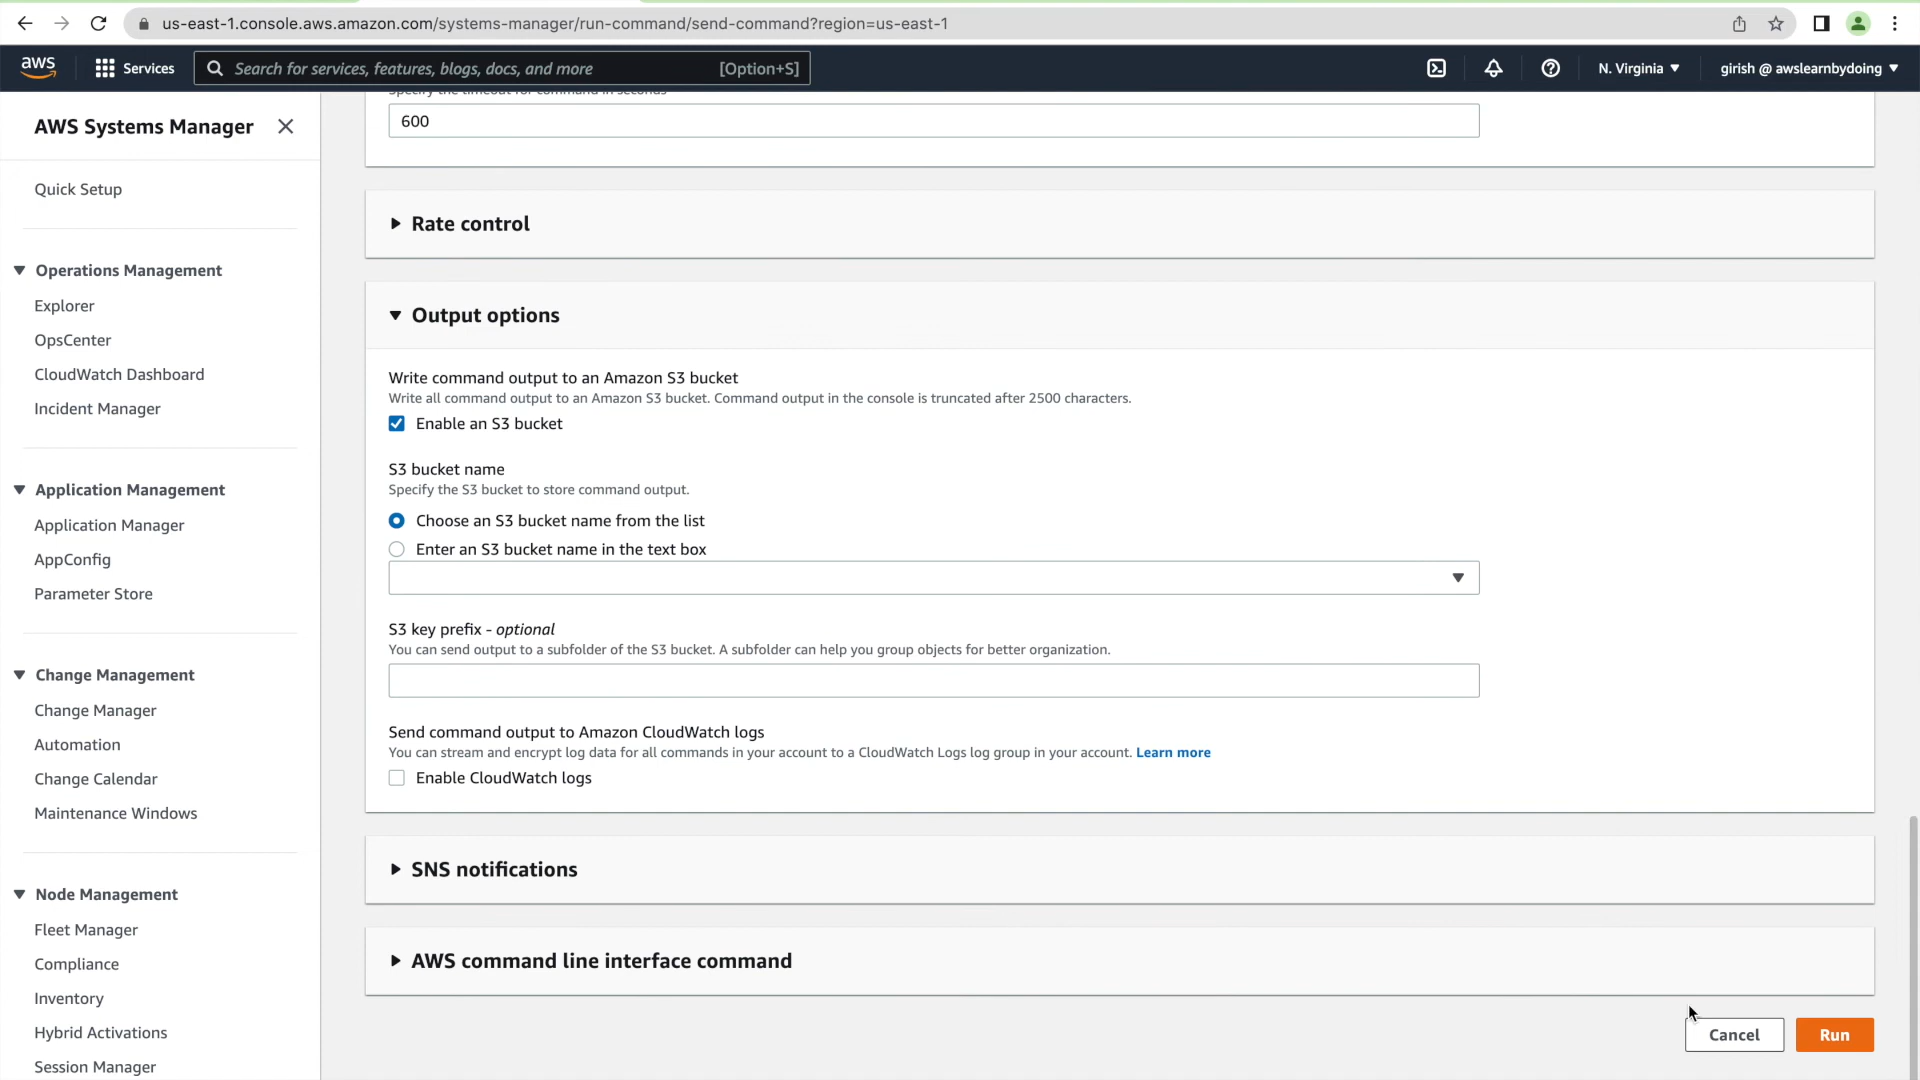 us-east-1.console.aws.amazon.com/systems-manager/run-command/send-command?region=us-east-1
aws
Services
Search for services, features, blogs, docs, and more
[Option+S]
N. Virginia
girish @ awslearnbydoing
AWS Systems Manager
Quick Setup
Operations Management
Explorer
OpsCenter
CloudWatch Dashboard
Incident Manager
Application Management
Application Manager
AppConfig
Parameter Store
Change Management
Change Manager
Automation
Change Calendar
Maintenance Windows
Node Management
Fleet Manager
Compliance
Inventory
Hybrid Activations
Session Manager
Specify the timeout for command in seconds
600
Rate control
Output options
Write command output to an Amazon S3 bucket
Write all command output to an Amazon S3 bucket. Command output in the console is truncated after 2500 characters.
Enable an S3 bucket
S3 bucket name
Specify the S3 bucket to store command output.
Choose an S3 bucket name from the list
Enter an S3 bucket name in the text box
S3 key prefix - optional
You can send output to a subfolder of the S3 bucket. A subfolder can help you group objects for better organization.
Send command output to Amazon CloudWatch logs
You can stream and encrypt log data for all commands in your account to a CloudWatch Logs log group in your account. Learn more
Enable CloudWatch logs
SNS notifications
AWS command line interface command
Cancel
Run